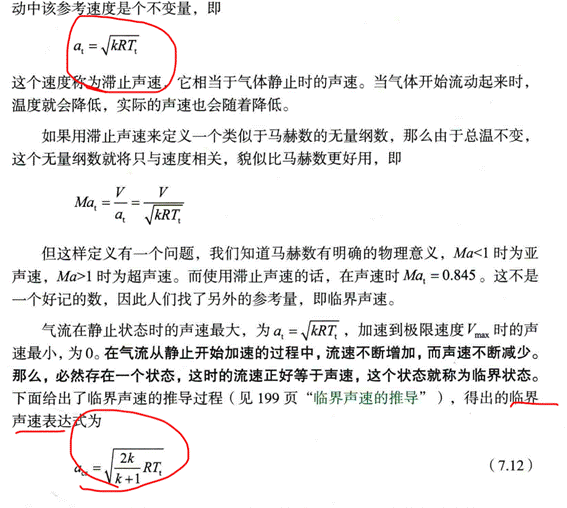 动中该参考速度是个不变量，即
a_t = √(kRT_t)
这个速度称为滞止声速，它相当于气体静止时的声速。当气体开始流动起来时，
温度就会降低，实际的声速也会随着降低。
如果用滞止声速来定义一个类似于马赫数的无量纲数，那么由于总温不变，
这个无量纲数就将只与速度相关，貌似比马赫数更好用，即
Ma_t = V/a_t = V/√(kRT_t)
但这样定义有一个问题，我们知道马赫数有明确的物理意义，Ma<1 时为亚
声速，Ma>1 时为超声速。而使用滞止声速的话，在声速时 Ma_t = 0.845 。这不是
一个好记的数，因此人们找了另外的参考量，即临界声速。
气流在静止状态时的声速最大，为 a_t = √(kRT_t) ，加速到极限速度 V_max 时的声
速最小，为 0。在气流从静止开始加速的过程中，流速不断增加，而声速不断减少。
那么，必然存在一个状态，这时的流速正好等于声速，这个状态就称为临界状态。
下面给出了临界声速的推导过程（见 199 页“临界声速的推导”），得出的临界
声速表达式为
a_cr = √(2k/(k+1) RT_t) (7.12)